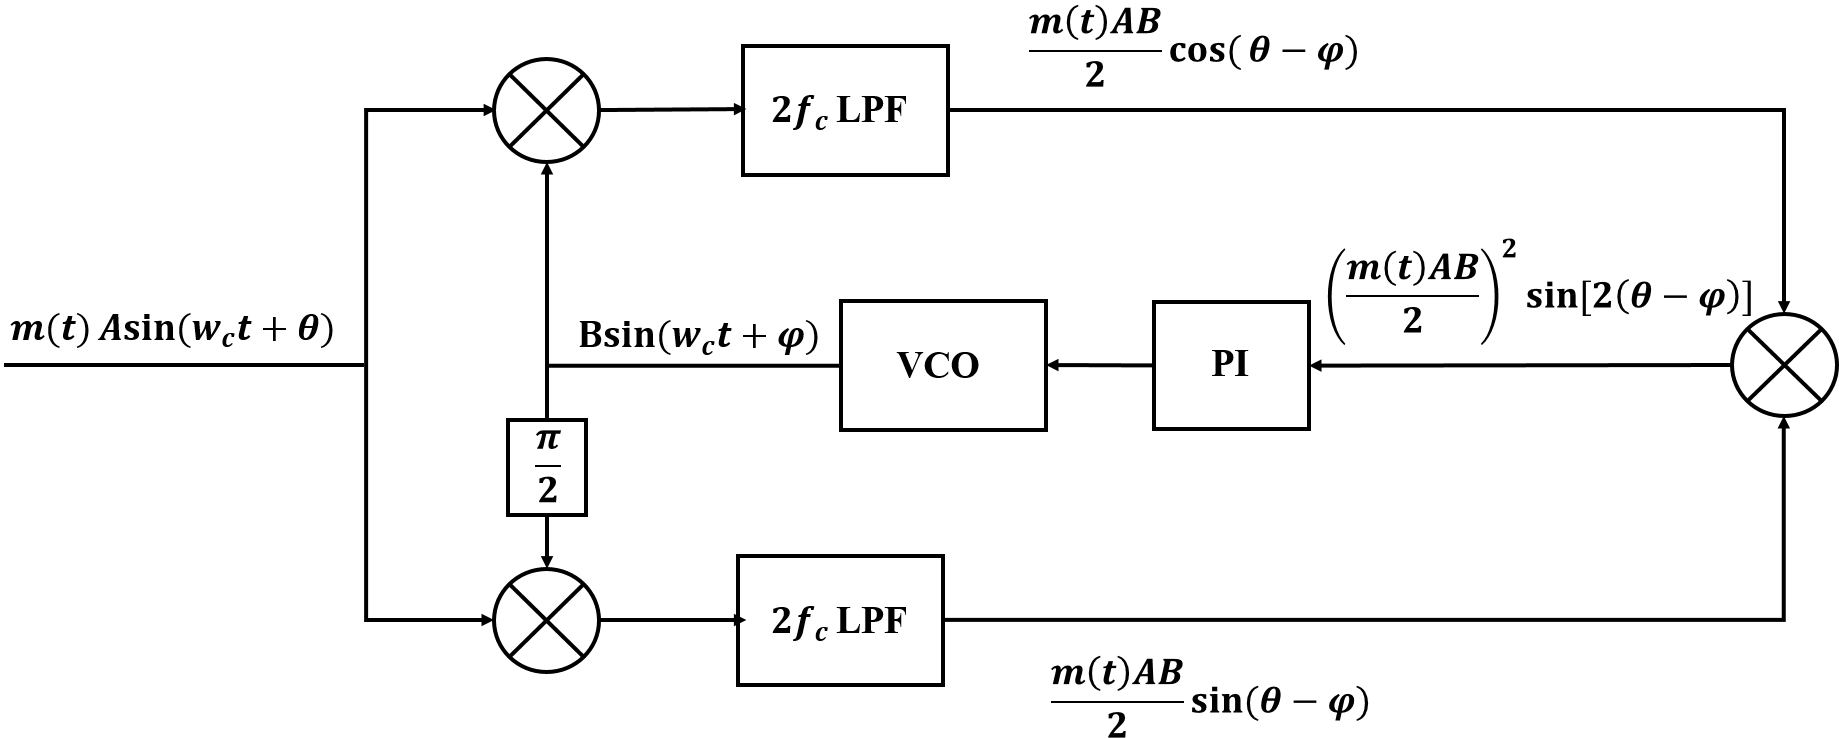 m(t)AB/2 cos( θ − φ)
2f_c LPF
(m(t)AB/2)^2 sin[2(θ − φ)]
m(t) Asin(w_c t + θ)
Bsin(w_c t + φ)
VCO
PI
π/2
2f_c LPF
m(t)AB/2 sin(θ − φ)